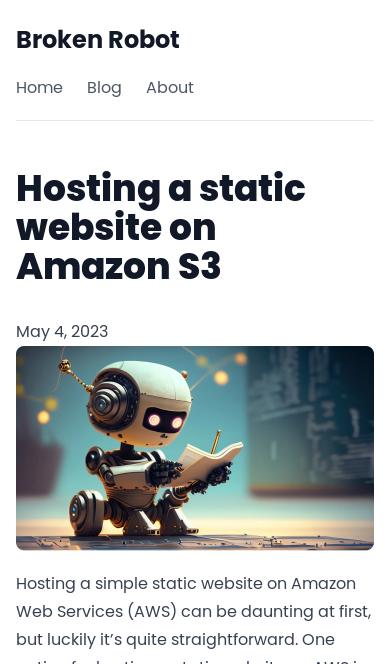 Broken Robot
Home Blog About
Hosting a static
website on
Amazon S3
May 4, 2023
Hosting a simple static website on Amazon
Web Services (AWS) can be daunting at first,
but luckily it’s quite straightforward. One